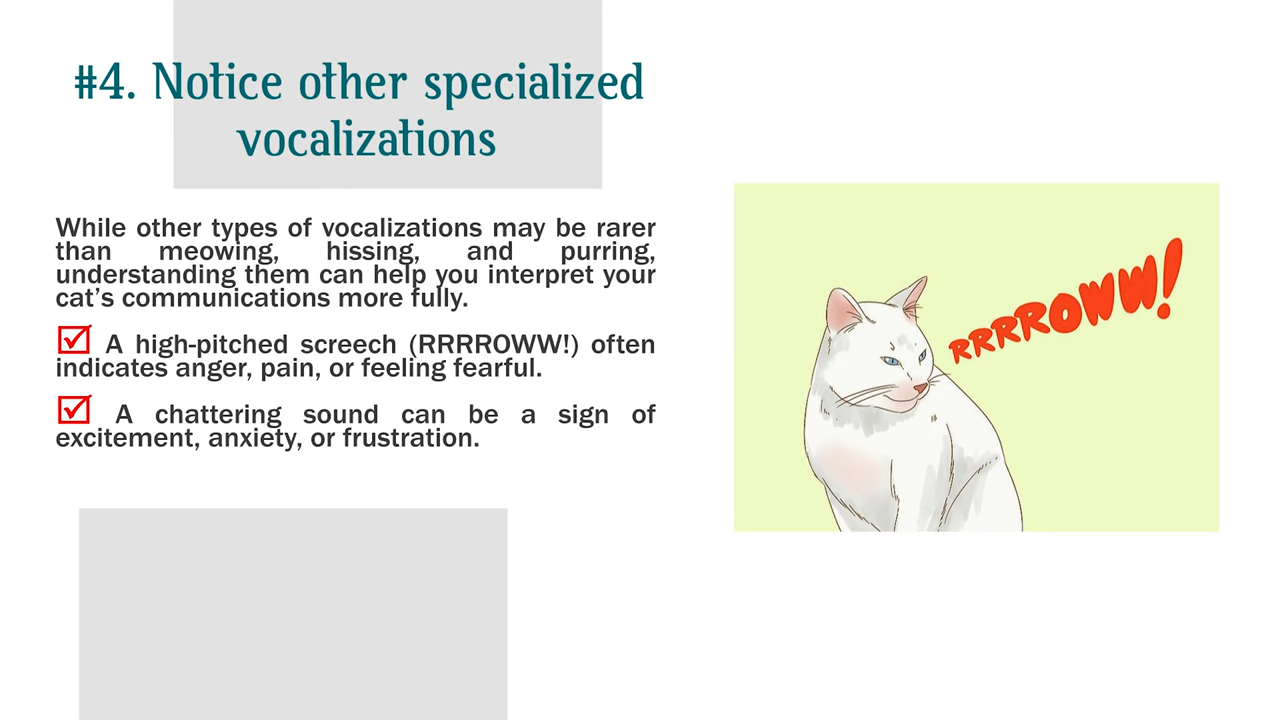 #4. Notice other specialized
vocalizations
While other types of vocalizations may be rarer
than meowing, hissing, and purring,
understanding them can help you interpret your
cat's communications more fully.
A high-pitched screech (RRRROWW!) often
indicates anger, pain, or feeling fearful.
A chattering sound can be a sign of
excitement, anxiety, or frustration.
RRRROWW!